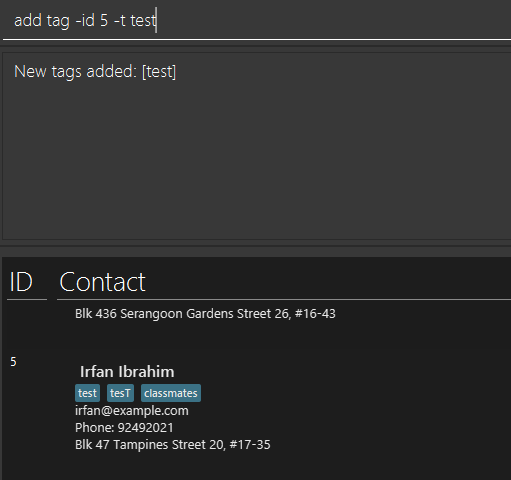 add tag -id 5 -t test
New tags added: [test]
ID Contact
Blk 436 Serangoon Gardens Street 26, #16-43
5
Irfan Ibrahim
test tesT classmates
irfan@example.com
Phone: 92492021
Blk 47 Tampines Street 20, #17-35